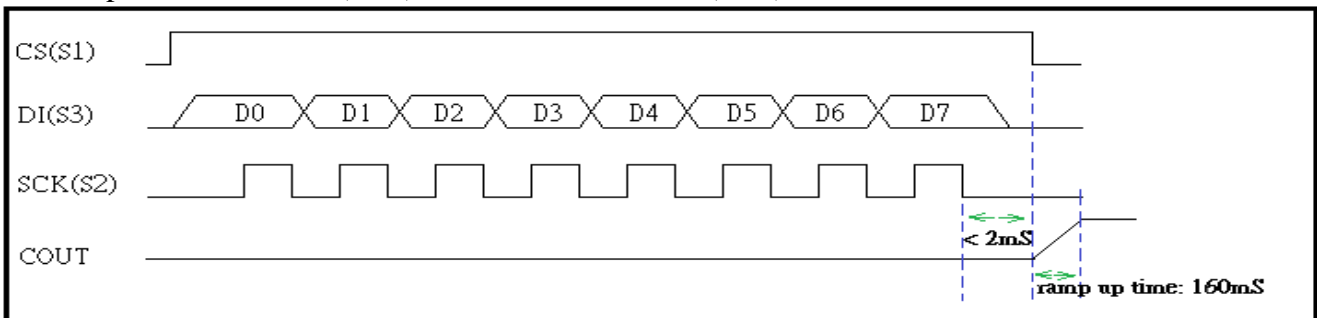 CS(S1)
DI(S3) D0 D1 D2 D3 D4 D5 D6 D7
SCK(S2)
< 2mS
COUT
ramp up time: 160mS